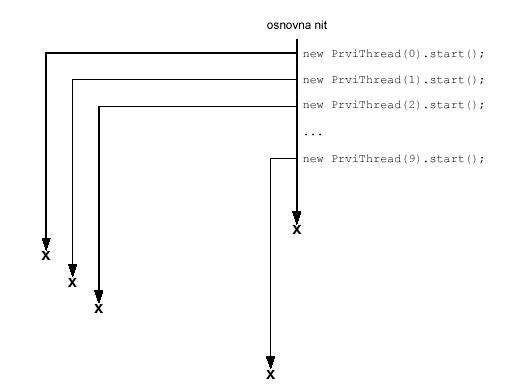 osnovna nit
new PrviThread(0).start();
new PrviThread(1).start();
new PrviThread(2).start();
...
new PrviThread(9).start();
x
x
x
x
x